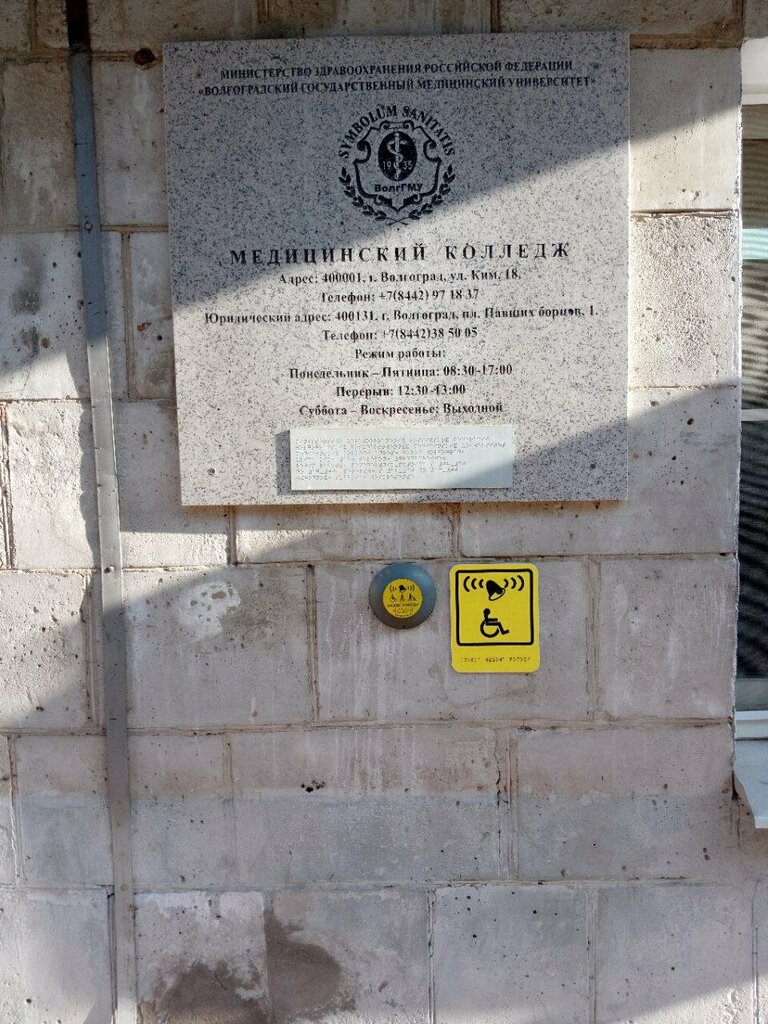 МИНИСТЕРСТВО ЗДРАВООХРАНЕНИЯ РОССИЙСКОЙ ФЕДЕРАЦИИ
«ВОЛГОГРАДСКИЙ ГОСУДАРСТВЕННЫЙ МЕДИЦИНСКИЙ УНИВЕРСИТЕТ»
SYMBOLUM SANITATIS
1935
ВолгГМУ
МЕДИЦИНСКИЙ КОЛЛЕДЖ
Адрес: 400001, г. Волгоград, ул. Ким, 18.
Телефон: +7(8442) 97 18 37
Юридический адрес: 400131, г. Волгоград, пл. Павших борцов, 1.
Телефон: +7(8442)38 50 05
Режим работы:
Понедельник – Пятница: 08:30-17:00
Перерыв: 12:30-13:00
Суббота – Воскресенье: Выходной